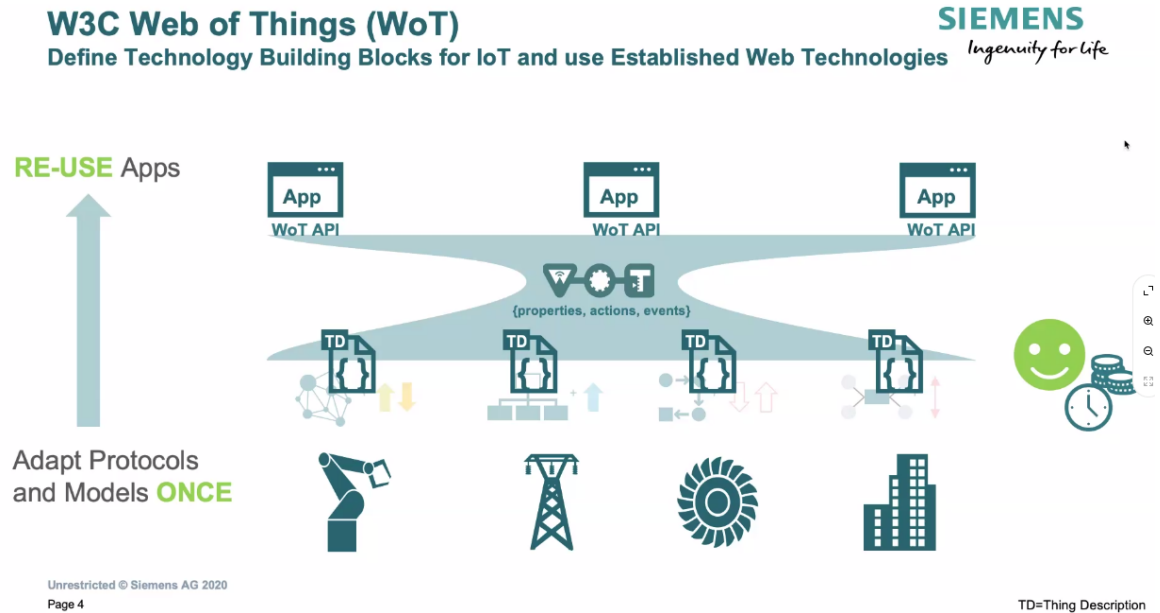 W3C Web of Things (WoT)
Define Technology Building Blocks for IoT and use Established Web Technologies
SIEMENS
Ingenuity for life
RE-USE Apps
App
WoT API
App
WoT API
App
WoT API
{properties, actions, events}
TD
{}
TD
{}
TD
{}
TD
{}
Adapt Protocols
and Models ONCE
Unrestricted © Siemens AG 2020
Page 4
TD=Thing Description